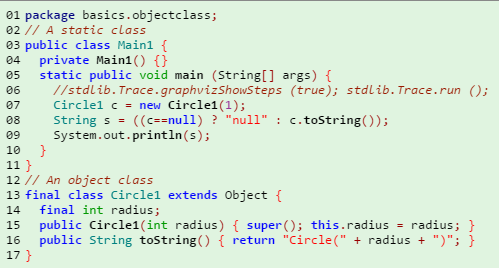 01 package basics.objectclass;
02 // A static class
03 public class Main1 {
04   private Main1() {}
05   static public void main (String[] args) {
06     //stdlib.Trace.graphvizShowSteps (true); stdlib.Trace.run ();
07     Circle1 c = new Circle1(1);
08     String s = ((c==null) ? "null" : c.toString());
09     System.out.println(s);
10   }
11 }
12 // An object class
13 final class Circle1 extends Object {
14   final int radius;
15   public Circle1(int radius) { super(); this.radius = radius; }
16   public String toString() { return "Circle(" + radius + ")"; }
17 }